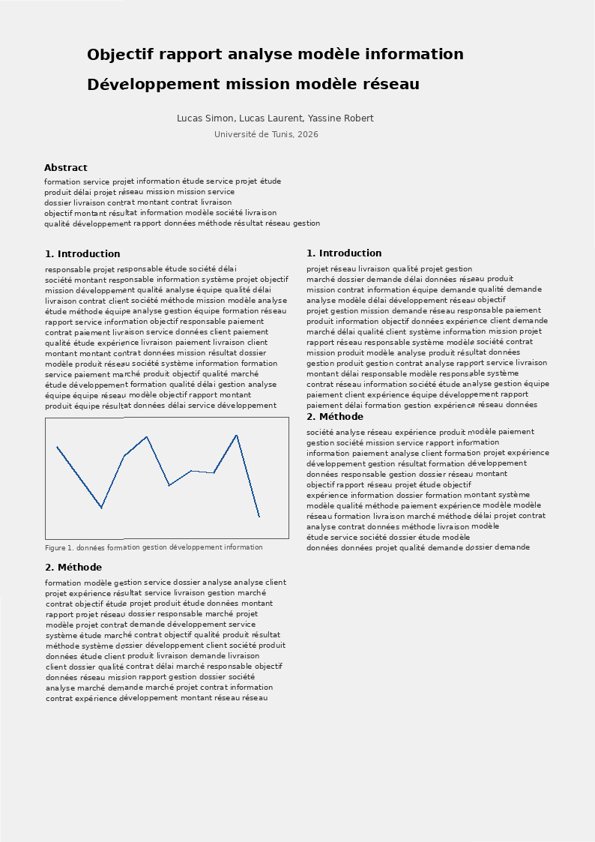 Objectif rapport analyse modèle information
Développement mission modèle réseau
Lucas Simon, Lucas Laurent, Yassine Robert
Université de Tunis, 2026
Abstract
formation service projet information étude service projet étude
produit délai projet réseau mission mission service
dossier livraison contrat montant contrat livraison
objectif montant résultat information modèle société livraison
qualité développement rapport données méthode résultat réseau gestion
1. Introduction
responsable projet responsable étude société délai
société montant responsable information système projet objectif
mission développement qualité analyse équipe qualité délai
livraison contrat client société méthode mission modèle analyse
étude méthode équipe analyse gestion équipe formation réseau
rapport service information objectif responsable paiement
contrat paiement livraison service données client paiement
qualité étude expérience livraison paiement livraison client
montant montant contrat données mission résultat dossier
modèle produit réseau société système information formation
service paiement marché produit objectif qualité marché
étude développement formation qualité délai gestion analyse
équipe équipe réseau modèle objectif rapport montant
produit équipe résultat données délai service développement
Figure 1. données formation gestion développement information
2. Méthode
formation modèle gestion service dossier analyse analyse client
projet expérience résultat service livraison gestion marché
contrat objectif étude projet produit étude données montant
rapport projet réseau dossier responsable marché projet
modèle projet contrat demande développement service
système étude marché contrat objectif qualité produit résultat
méthode système dossier développement client société produit
données étude client produit livraison demande livraison
client dossier qualité contrat délai marché responsable objectif
données réseau mission rapport gestion dossier société
analyse marché demande marché projet contrat information
contrat expérience développement montant réseau réseau
1. Introduction
projet réseau livraison qualité projet gestion
marché dossier demande délai données réseau produit
mission contrat information équipe demande qualité demande
analyse modèle délai développement réseau objectif
projet gestion mission demande réseau responsable paiement
produit information objectif données expérience client demande
marché délai qualité client système information mission projet
rapport réseau responsable système modèle société contrat
mission produit modèle analyse produit résultat données
gestion produit gestion contrat analyse rapport service livraison
montant délai responsable modèle responsable système
contrat réseau information société étude analyse gestion équipe
paiement client expérience équipe développement rapport
paiement délai formation gestion expérience réseau données
2. Méthode
société analyse réseau expérience produit modèle paiement
gestion société mission service rapport information
information paiement analyse client formation projet expérience
développement gestion résultat formation développement
données responsable gestion dossier réseau montant
objectif rapport réseau projet étude objectif
expérience information dossier formation montant système
modèle qualité méthode paiement expérience modèle modèle
réseau formation livraison marché méthode délai projet contrat
analyse contrat données méthode livraison modèle
étude service société dossier étude modèle
données données projet qualité demande dossier demande